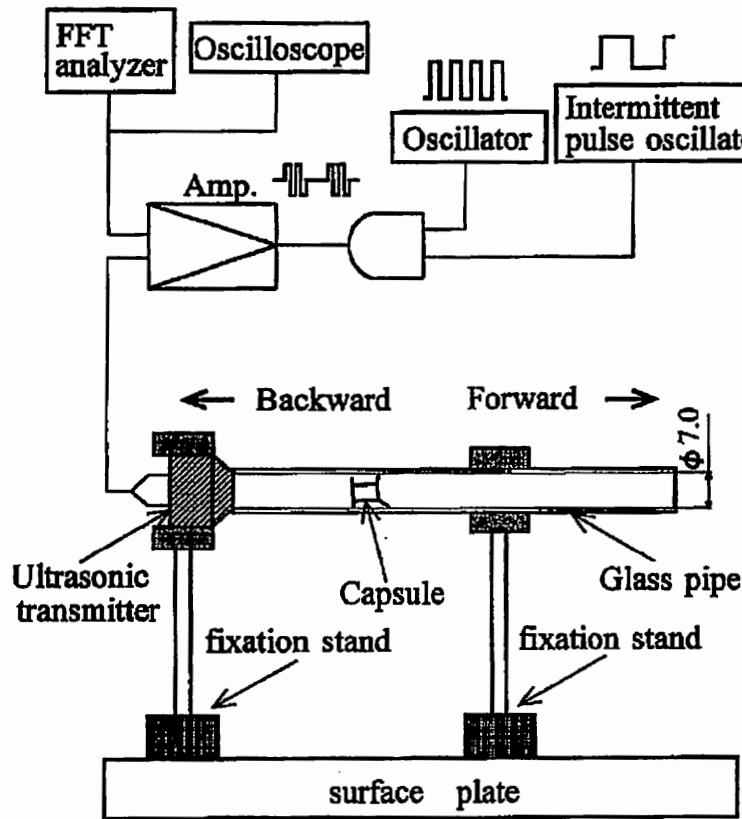 FFT
analyzer
Oscilloscope
Oscillator
Intermittent
pulse oscillat
Amp.
Backward
Forward
φ7.0
Ultrasonic
transmitter
Capsule
Glass pipe
fixation stand
fixation stand
surface plate